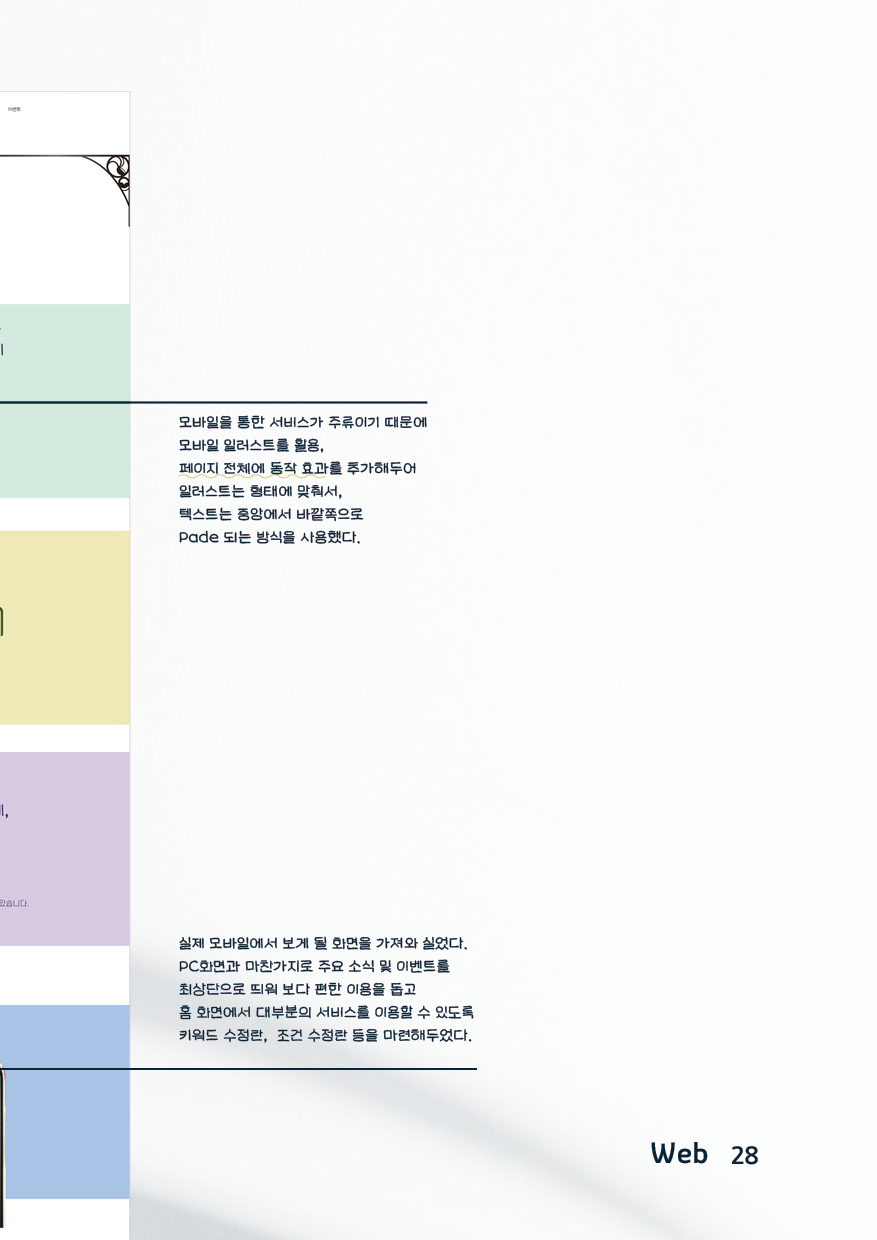 이벤트
모바일을 통한 서비스가 주류이기 때문에
모바일 일러스트를 활용,
페이지 전체에 동작 효과를 추가해두어
일러스트는 형태에 맞춰서,
텍스트는 중앙에서 바깥쪽으로
Pade 되는 방식을 사용했다.
있습니다.
실제 모바일에서 보게 될 화면을 가져와 실었다.
PC화면과 마찬가지로 주요 소식 및 이벤트를
최상단으로 띄워 보다 편한 이용을 돕고
홈 화면에서 대부분의 서비스를 이용할 수 있도록
키워드 수정란, 조건 수정란 등을 마련해두었다.
Web 28